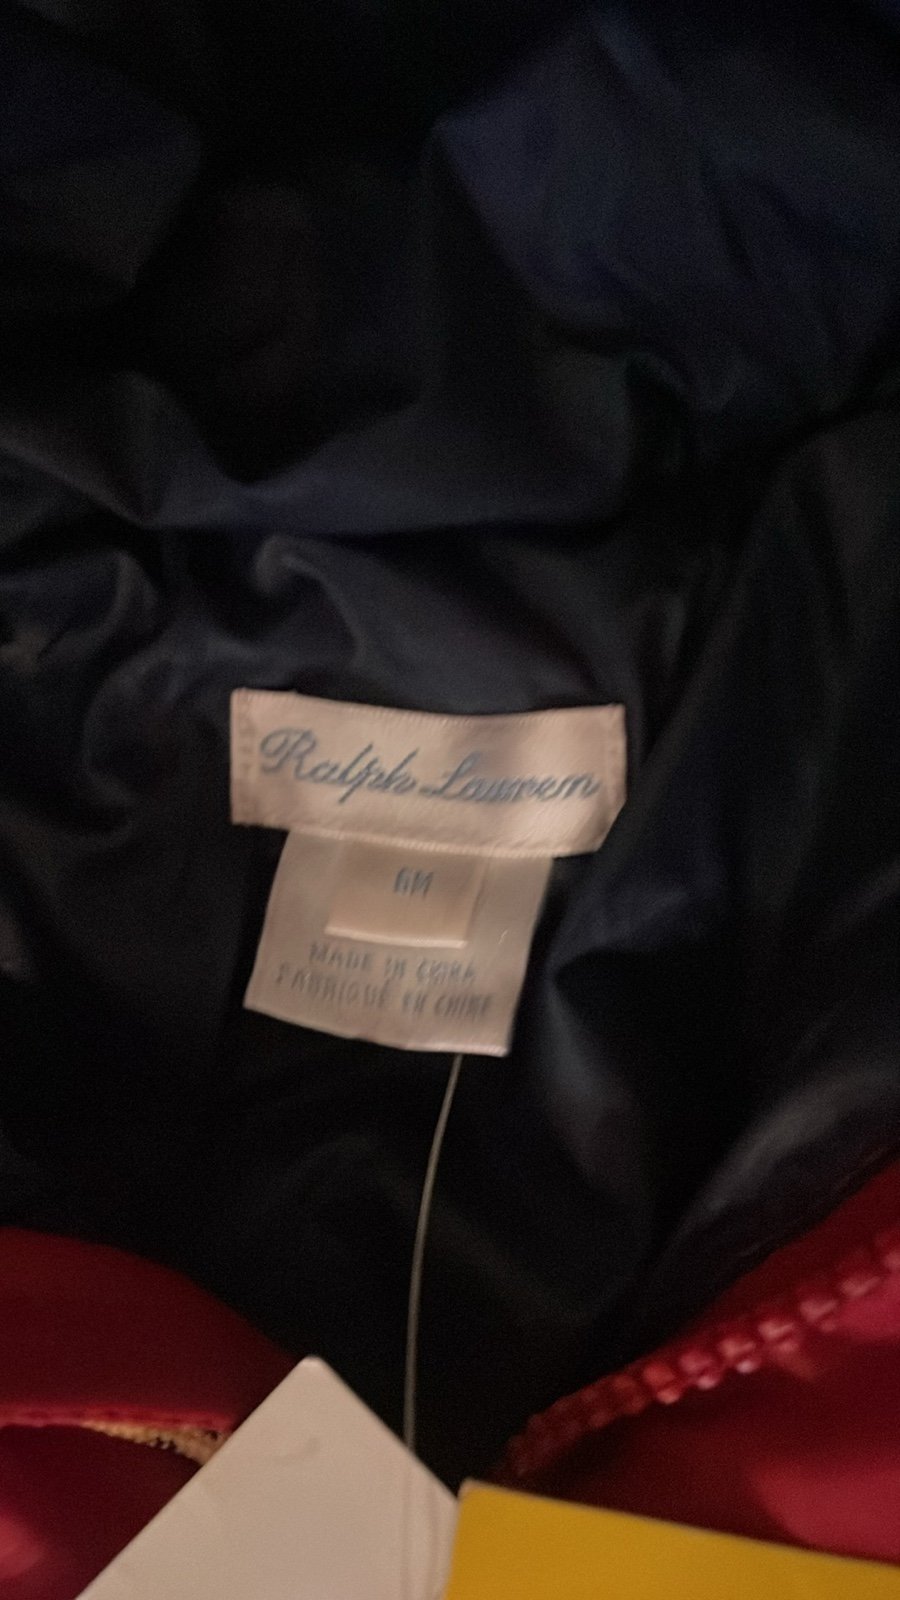 Ralph Lauren
6M
MADE IN CHINA
FABRIQUÉ EN CHINE